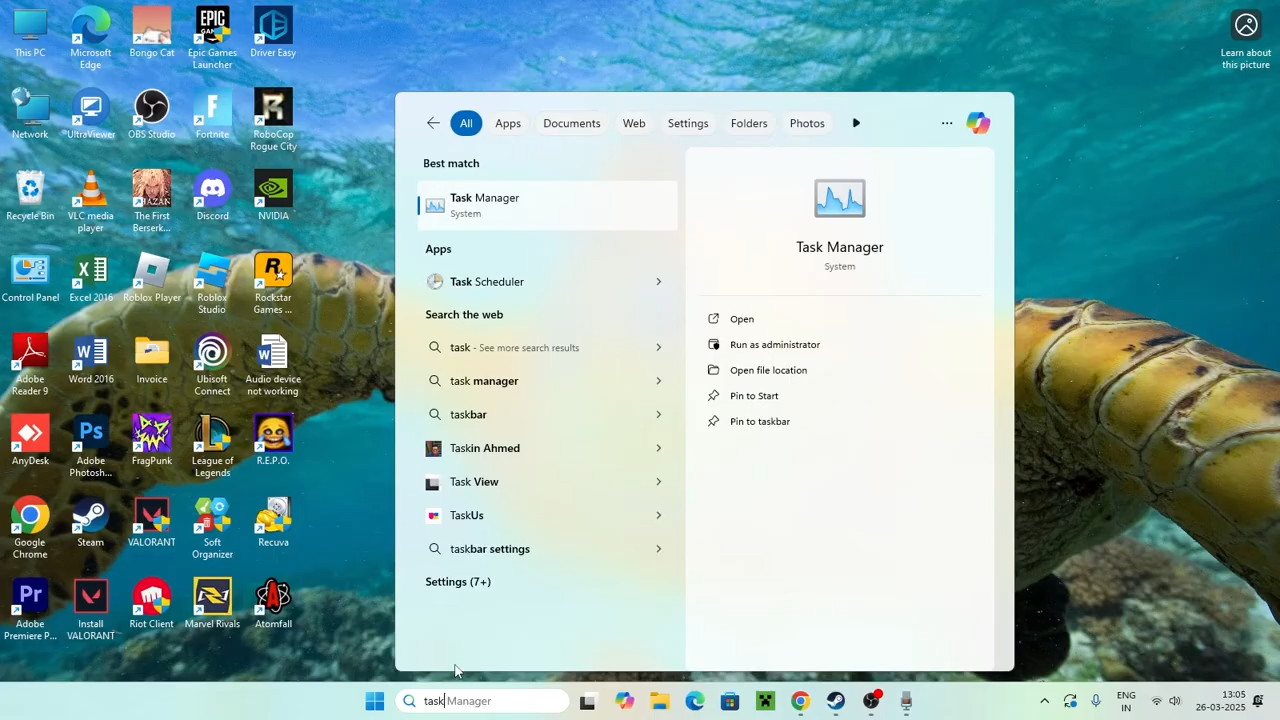 This PC
Microsoft
Edge
Bongo Cat
EPIC
GAMES
Epic Games
Launcher
Driver Easy
Learn about
this picture
Network
UltraViewer
OBS Studio
Fortnite
RoboCop
Rogue City
Recycle Bin
VLC media
player
KHAZAN
The First
Berserk...
Discord
NVIDIA
Control Panel
Excel 2016
Roblox Player
Roblox
Studio
Rockstar
Games ...
Adobe
Reader 9
Word 2016
Invoice
Ubisoft
Connect
Audio device
not working
AnyDesk
Ps
Adobe
Photosh...
FragPunk
League of
Legends
R.E.P.O.
Google
Chrome
Steam
VALORANT
Soft
Organizer
Recuva
Pr
Adobe
Premiere P...
Install
VALORANT
Riot Client
Marvel Rivals
Atomfall
All Apps Documents Web Settings Folders Photos
Best match
Task Manager
System
Apps
Task Scheduler
Search the web
task - See more search results
task manager
taskbar
Taskin Ahmed
Task View
TaskUs
taskbar settings
Settings (7+)
Task Manager
System
Open
Run as administrator
Open file location
Pin to Start
Pin to taskbar
task Manager
ENG
IN
13:05
26-03-2025